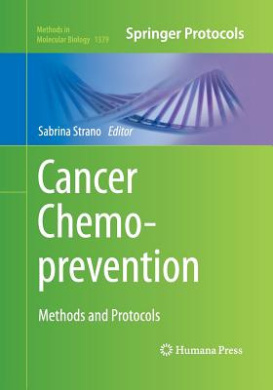 Methods in
Molecular Biology 1379
Springer Protocols
Sabrina Strano Editor
Cancer
Chemo-
prevention
Methods and Protocols
Humana Press